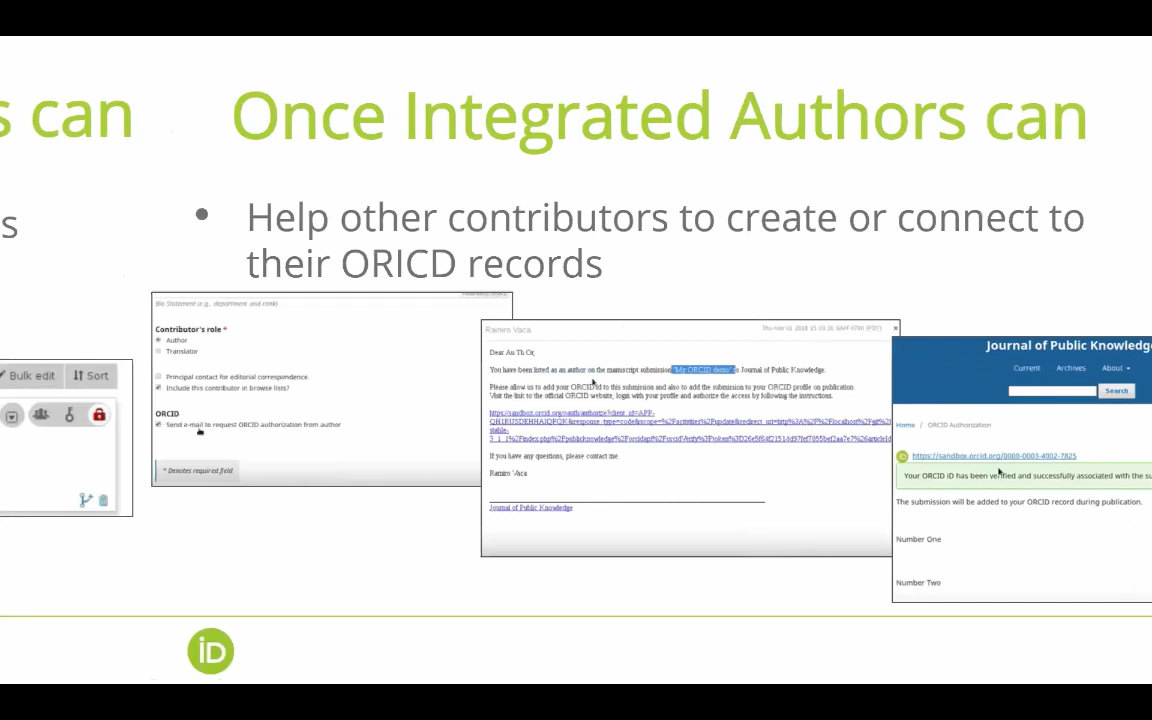 s can
Once Integrated Authors can
s
• Help other contributors to create or connect to
their ORICD records
Bio Statement (e.g., department and rank)
Contributor's role *
Author
Translator
Principal contact for editorial correspondence.
Include this contributor in browse lists?
ORCID
Send e-mail to request ORCID authorization from author
* Denotes required field
Bulk edit
Sort
Ramiro Vaca
Dear Au Th Or,
You have been listed as an author on the manuscript submission "My ORCID demo" to Journal of Public Knowledge.
Please allow us to add your ORCID id to this submission and also to add the submission to your ORCID profile on publication.
Visit the link to the official ORCID website, login with your profile and authorize the access by following the instructions.
If you have any questions, please contact me.
Ramiro Vaca
Journal of Public Knowledge
Journal of Public Knowledge
Current Archives About
Search
Home / ORCID Authorization
https://sandbox.orcid.org/0000-0003-4902-7825
Your ORCID iD has been verified and successfully associated with the su
The submission will be added to your ORCID record during publication.
Number One
Number Two
iD